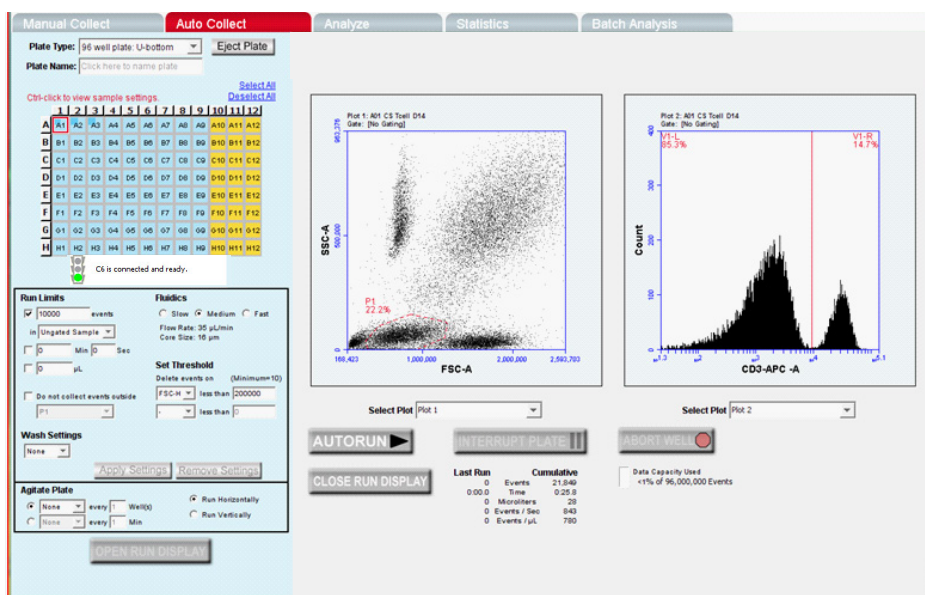 Manual Collect Auto Collect Analyze Statistics Batch Analysis
Plate Type: 96 well plate: U-bottom Eject Plate
Plate Name: Click here to name plate
Select All
Ctrl-click to view sample settings. Deselect All
1 2 3 4 5 6 7 8 9 10 11 12
A A1 A2 A3 A4 A5 A6 A7 A8 A9 A10 A11 A12
B B1 B2 B3 B4 B5 B6 B7 B8 B9 B10 B11 B12
C C1 C2 C3 C4 C5 C6 C7 C8 C9 C10 C11 C12
D D1 D2 D3 D4 D5 D6 D7 D8 D9 D10 D11 D12
E E1 E2 E3 E4 E5 E6 E7 E8 E9 E10 E11 E12
F F1 F2 F3 F4 F5 F6 F7 F8 F9 F10 F11 F12
G G1 G2 G3 G4 G5 G6 G7 G8 G9 G10 G11 G12
H H1 H2 H3 H4 H5 H6 H7 H8 H9 H10 H11 H12
C6 is connected and ready.
Run Limits
10000 events
in Ungated Sample
0 Min 0 Sec
0 µL
Do not collect events outside
P1
Fluidics
Slow Medium Fast
Flow Rate: 35 µL/min
Core Size: 16 µm
Set Threshold
Delete events on (Minimum=10)
FSC-H less than 200000
- less than 0
Wash Settings
None
Apply Settings Remove Settings
Agitate Plate
None every 1 Well(s)
None every 1 Min
Run Horizontally
Run Vertically
OPEN RUN DISPLAY
Plot 1: A01 CS Tcell D14
Gate: [No Gating]
SSC-A
500,000
P1
22.2%
1,000,000 2,000,000
FSC-A
Select Plot Plot 1
Plot 2: A01 CS Tcell D14
Gate: [No Gating]
V1-L
85.3%
V1-R
14.7%
Count
400
300
200
100
0
CD3-APC -A
Select Plot Plot 2
AUTORUN INTERRUPT PLATE ABORT WELL
CLOSE RUN DISPLAY
Last Run Cumulative
0 Events 21,849
0:00.0 Time 0:25.8
0 Microliters 28
0 Events / Sec 843
0 Events / µL 780
Data Capacity Used
<1% of 96,000,000 Events